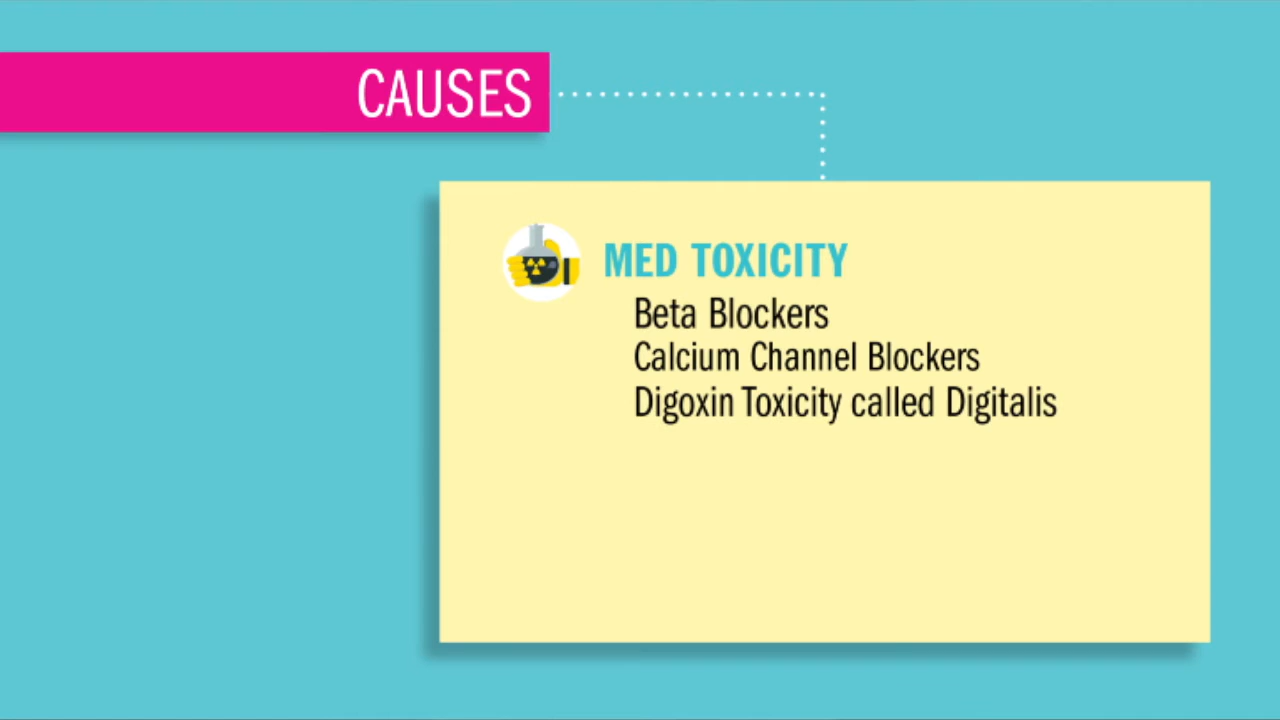 CAUSES
MED TOXICITY
Beta Blockers
Calcium Channel Blockers
Digoxin Toxicity called Digitalis